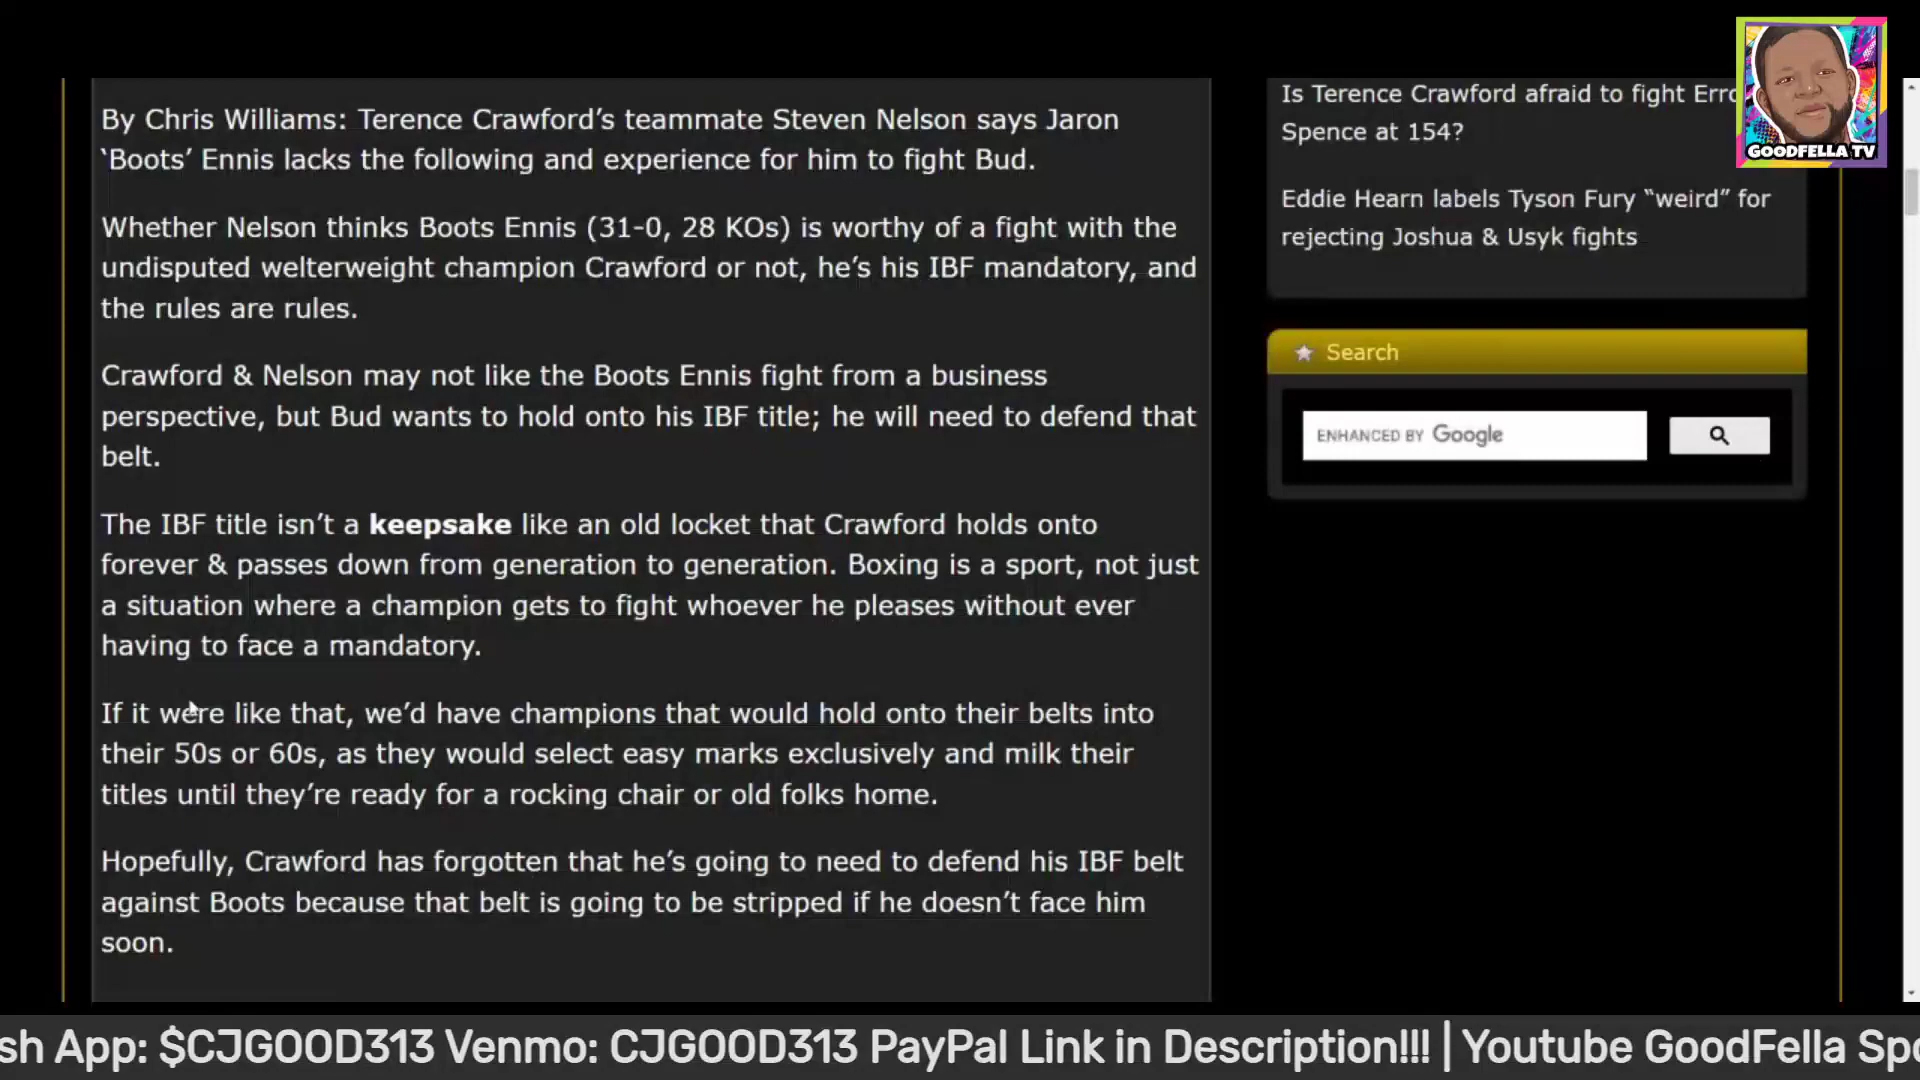 By Chris Williams: Terence Crawford’s teammate Steven Nelson says Jaron
‘Boots’ Ennis lacks the following and experience for him to fight Bud.
Whether Nelson thinks Boots Ennis (31-0, 28 KOs) is worthy of a fight with the
undisputed welterweight champion Crawford or not, he’s his IBF mandatory, and
the rules are rules.
Crawford & Nelson may not like the Boots Ennis fight from a business
perspective, but Bud wants to hold onto his IBF title; he will need to defend that
belt.
The IBF title isn’t a keepsake like an old locket that Crawford holds onto
forever & passes down from generation to generation. Boxing is a sport, not just
a situation where a champion gets to fight whoever he pleases without ever
having to face a mandatory.
If it were like that, we’d have champions that would hold onto their belts into
their 50s or 60s, as they would select easy marks exclusively and milk their
titles until they’re ready for a rocking chair or old folks home.
Hopefully, Crawford has forgotten that he’s going to need to defend his IBF belt
against Boots because that belt is going to be stripped if he doesn’t face him
soon.
Is Terence Crawford afraid to fight Erro
Spence at 154?
Eddie Hearn labels Tyson Fury “weird” for
rejecting Joshua & Usyk fights
Search
ENHANCED BY Google
GOODFELLA TV
sh App: $CJGOOD313 Venmo: CJGOOD313 PayPal Link in Description!!! | Youtube GoodFella Spo